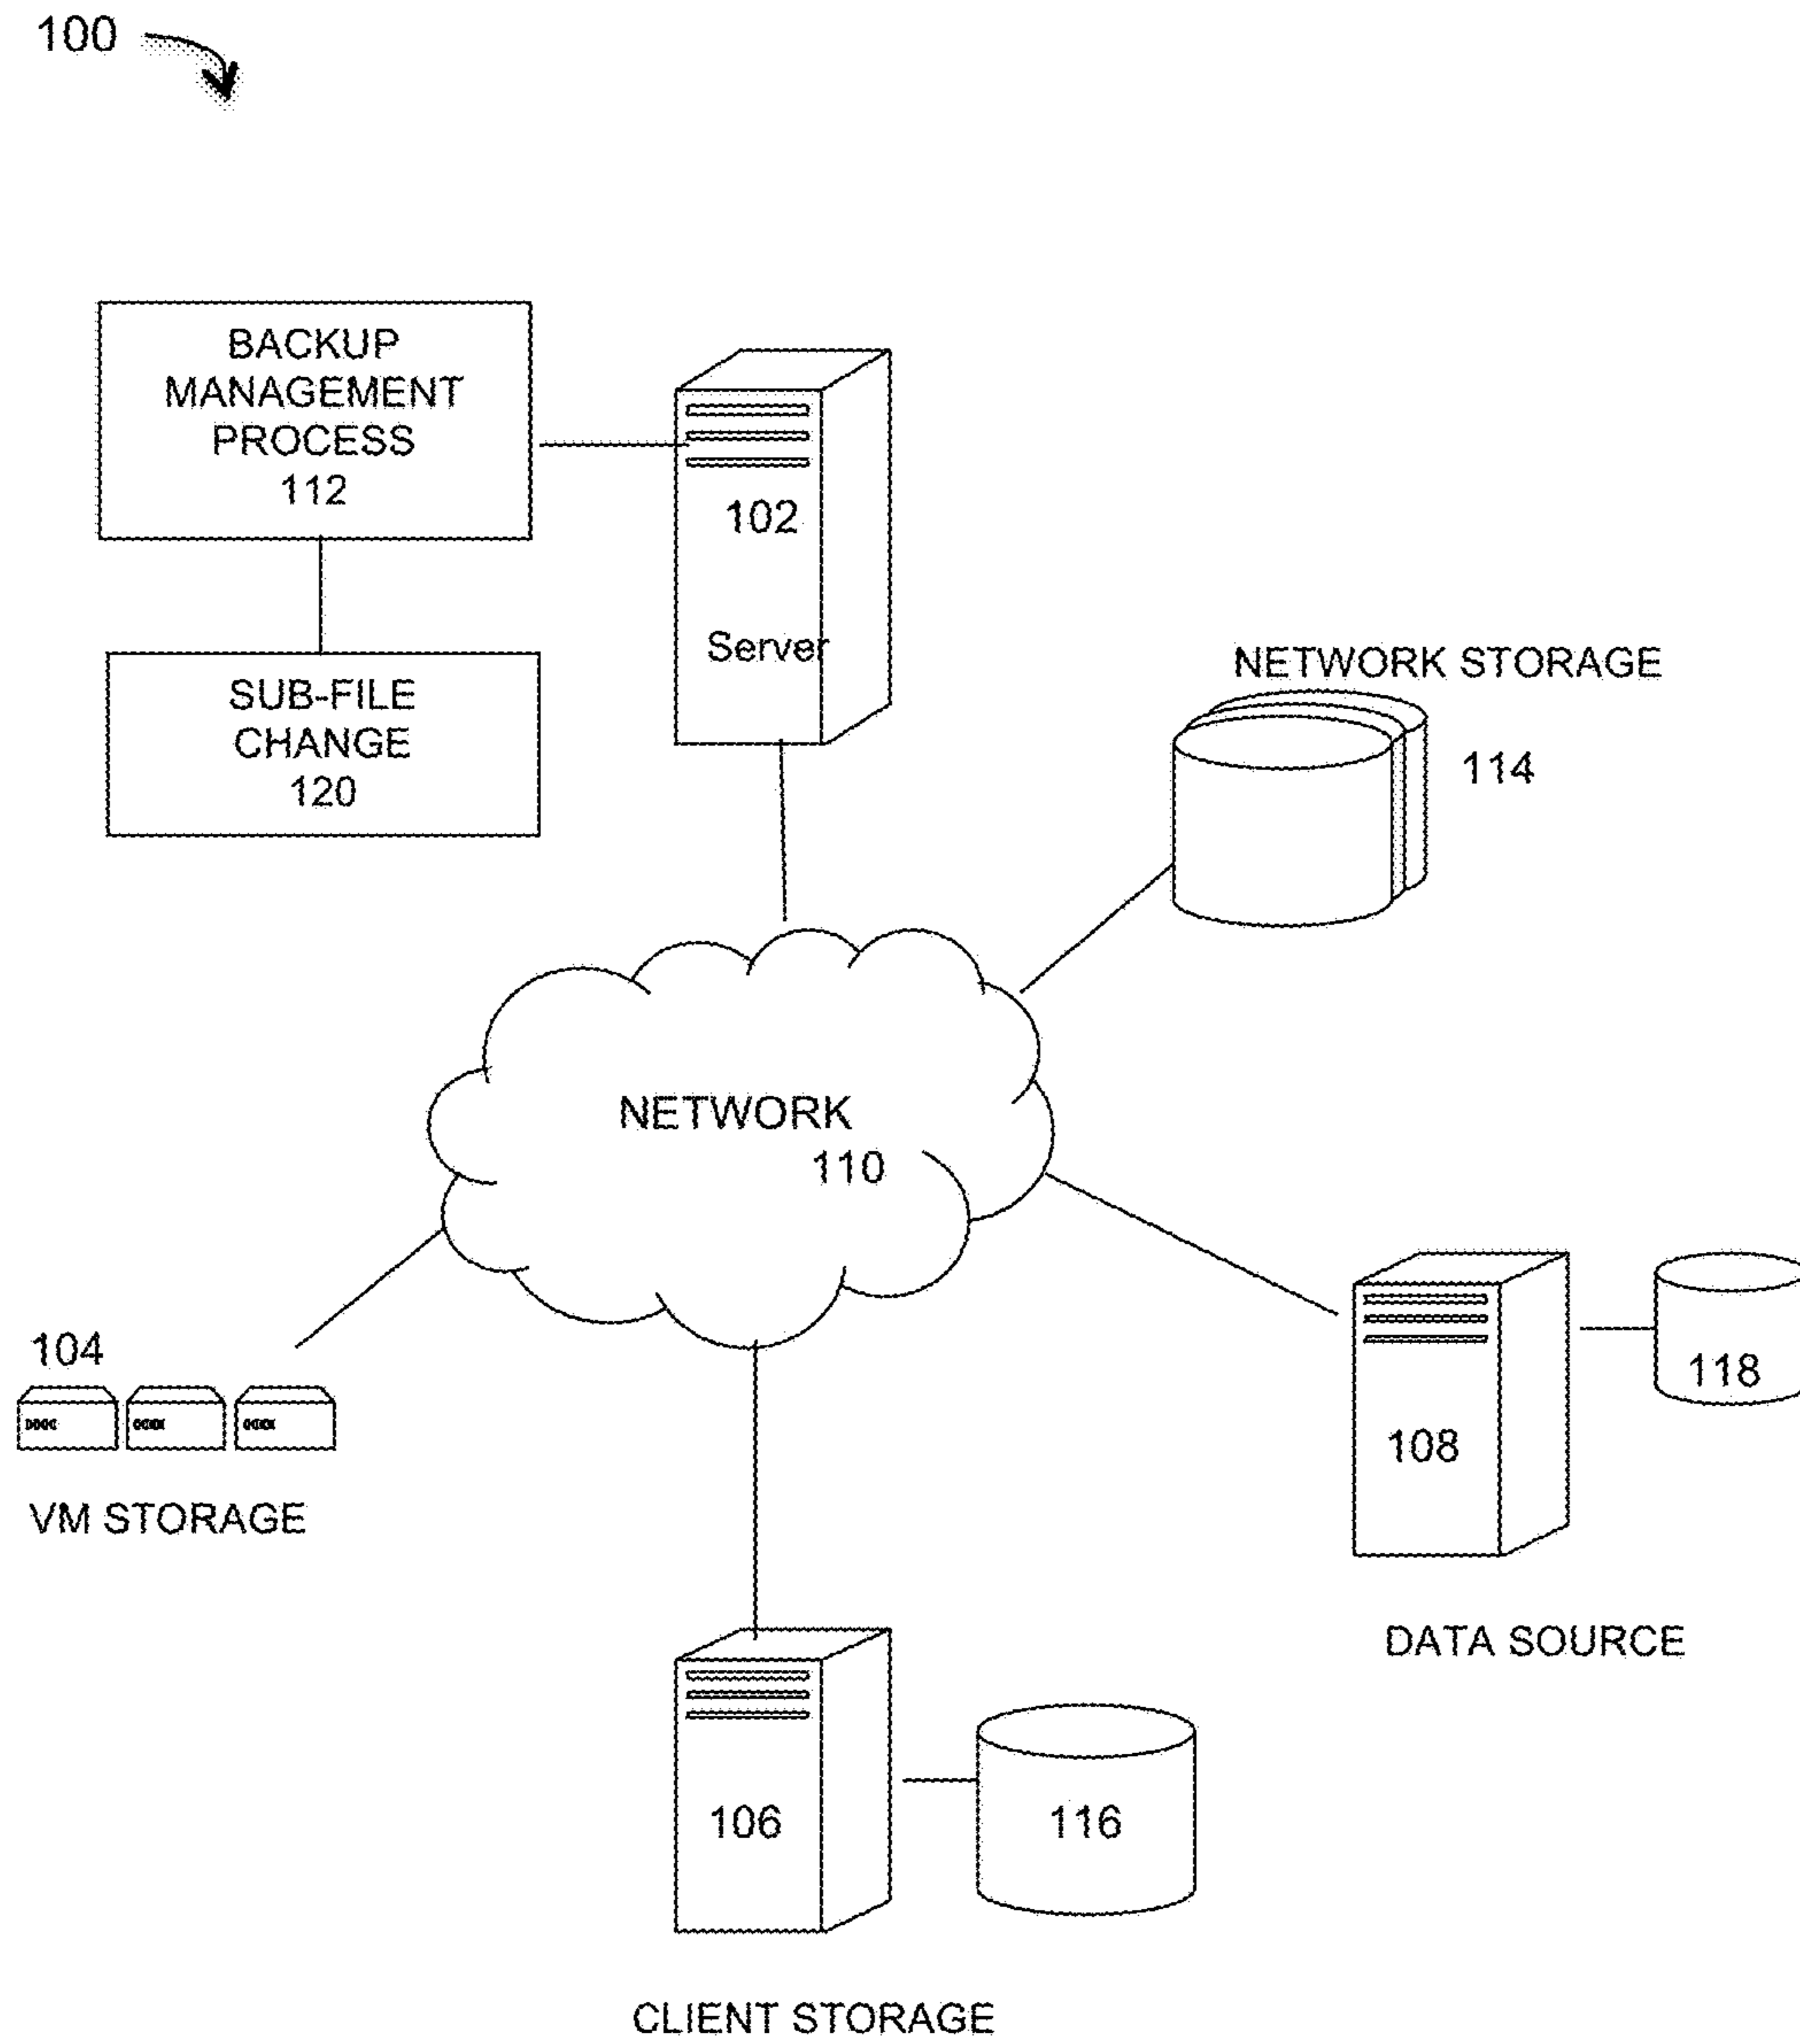 100
BACKUP
MANAGEMENT
PROCESS
112
102
Server
SUB-FILE
CHANGE
120
NETWORK STORAGE
114
NETWORK
110
104
VM STORAGE
118
108
DATA SOURCE
106
116
CLIENT STORAGE